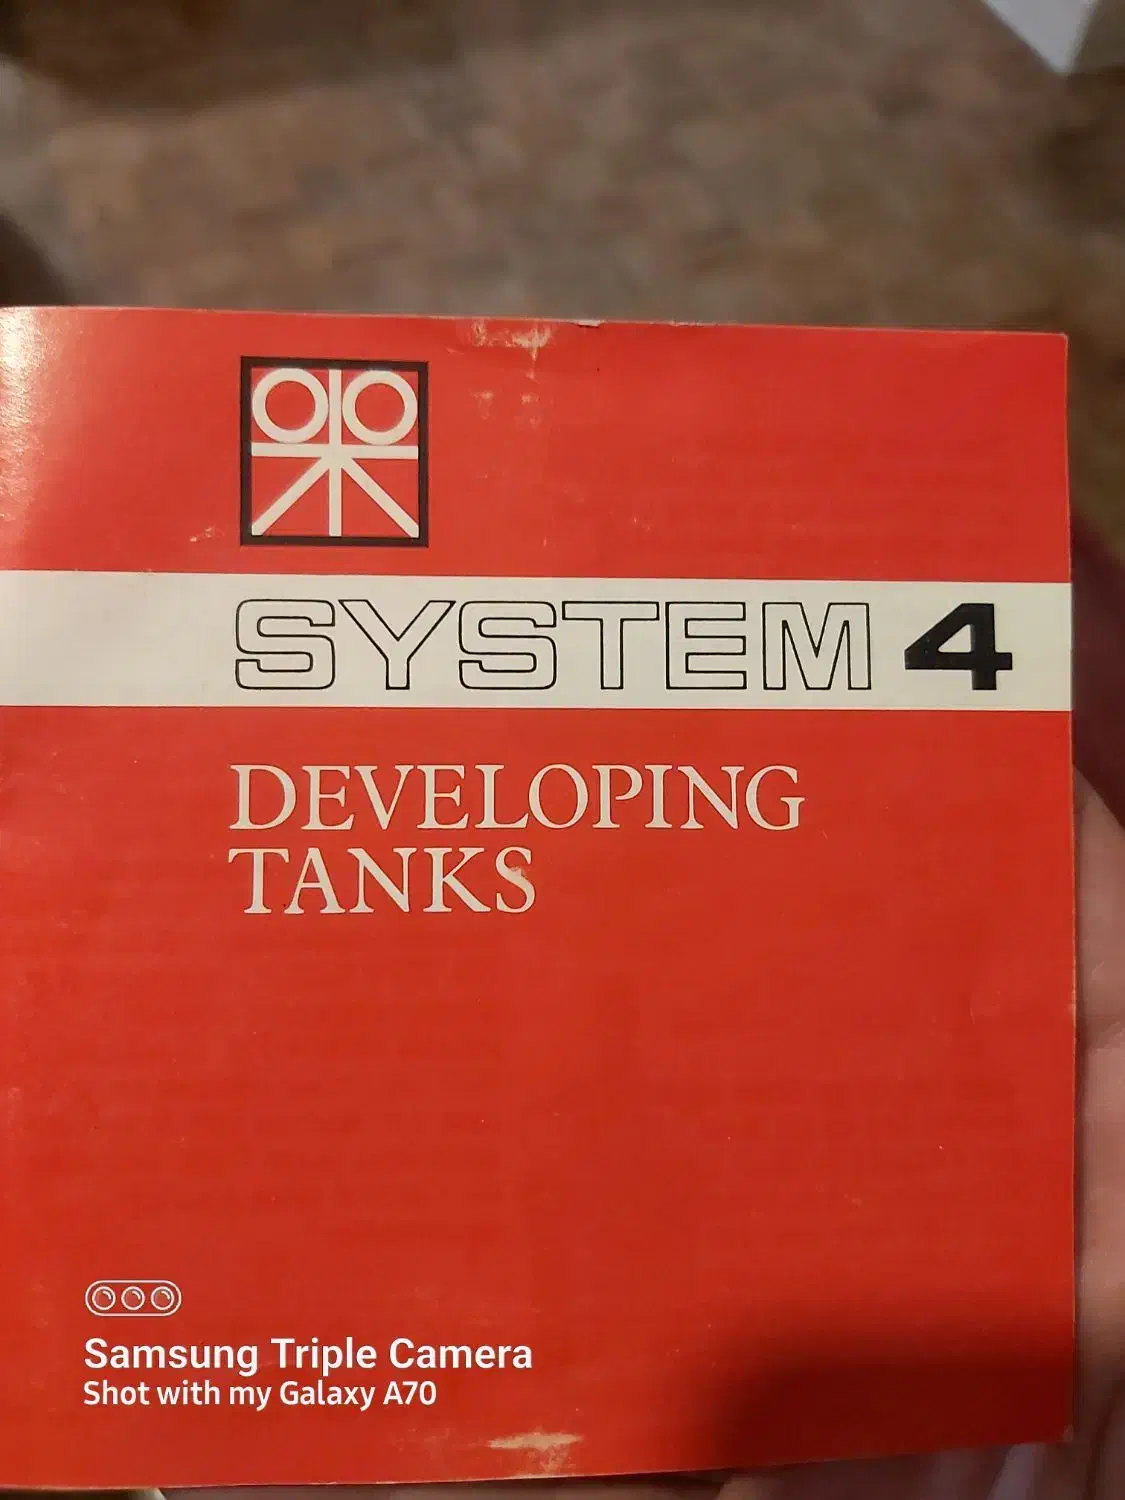 SYSTEM 4
DEVELOPING
TANKS
Samsung Triple Camera
Shot with my Galaxy A70